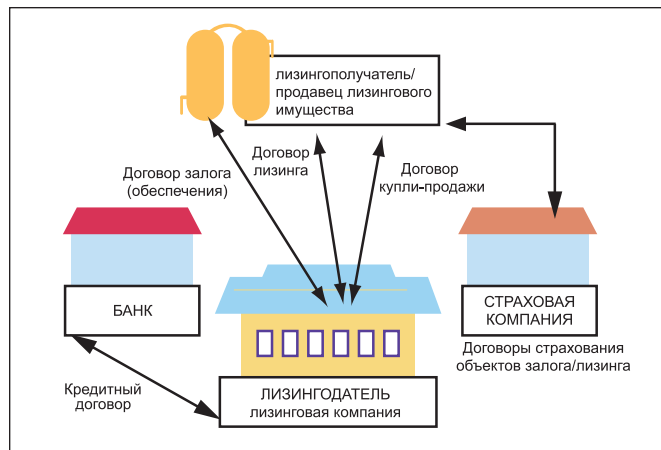 лизингополучатель/
продавец лизингового
имущества
Договор залога
(обеспечения)
Договор
лизинга
Договор
купли-продажи
БАНК
СТРАХОВАЯ
КОМПАНИЯ
Договоры страхования
объектов залога/лизинга
Кредитный
договор
ЛИЗИНГОДАТЕЛЬ
лизинговая компания